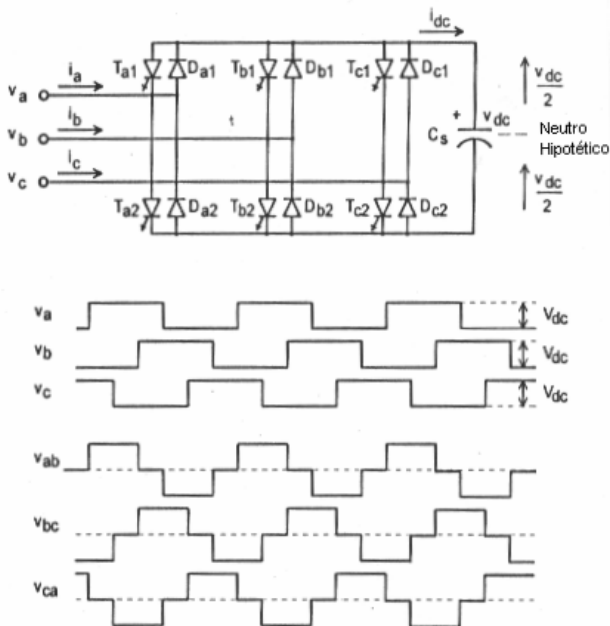 i_dc
T_a1 D_a1 T_b1 D_b1 T_c1 D_c1
v_dc
2
v_a i_a
v_b i_b
v_c i_c
t
C_s + v_dc
Neutro
Hipotético
v_dc
2
T_a2 D_a2 T_b2 D_b2 T_c2 D_c2
v_a V_dc
v_b V_dc
v_c V_dc
v_ab
v_bc
v_ca